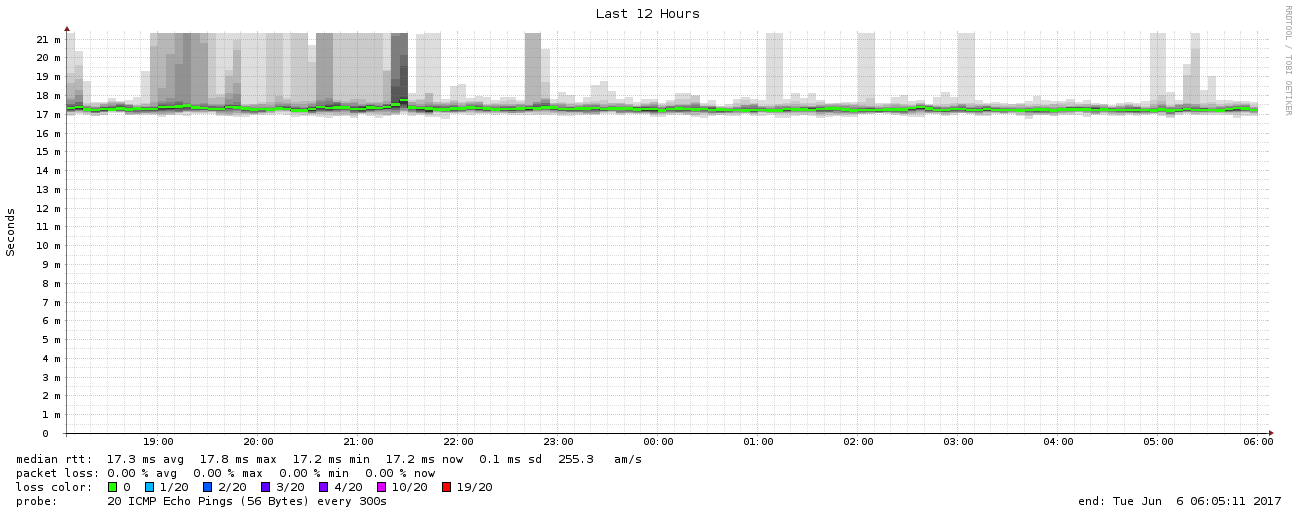 Last 12 Hours
RRDTOOL / TOBI OETIKER
Seconds
21 m
20 m
19 m
18 m
17 m
16 m
15 m
14 m
13 m
12 m
11 m
10 m
9 m
8 m
7 m
6 m
5 m
4 m
3 m
2 m
1 m
0
19:00 20:00 21:00 22:00 23:00 00:00 01:00 02:00 03:00 04:00 05:00 06:00
median rtt: 17.3 ms avg 17.8 ms max 17.2 ms min 17.2 ms now 0.1 ms sd 255.3 am/s
packet loss: 0.00 % avg 0.00 % max 0.00 % min 0.00 % now
loss color: 0 1/20 2/20 3/20 4/20 10/20 19/20
probe: 20 ICMP Echo Pings (56 Bytes) every 300s end: Tue Jun 6 06:05:11 2017